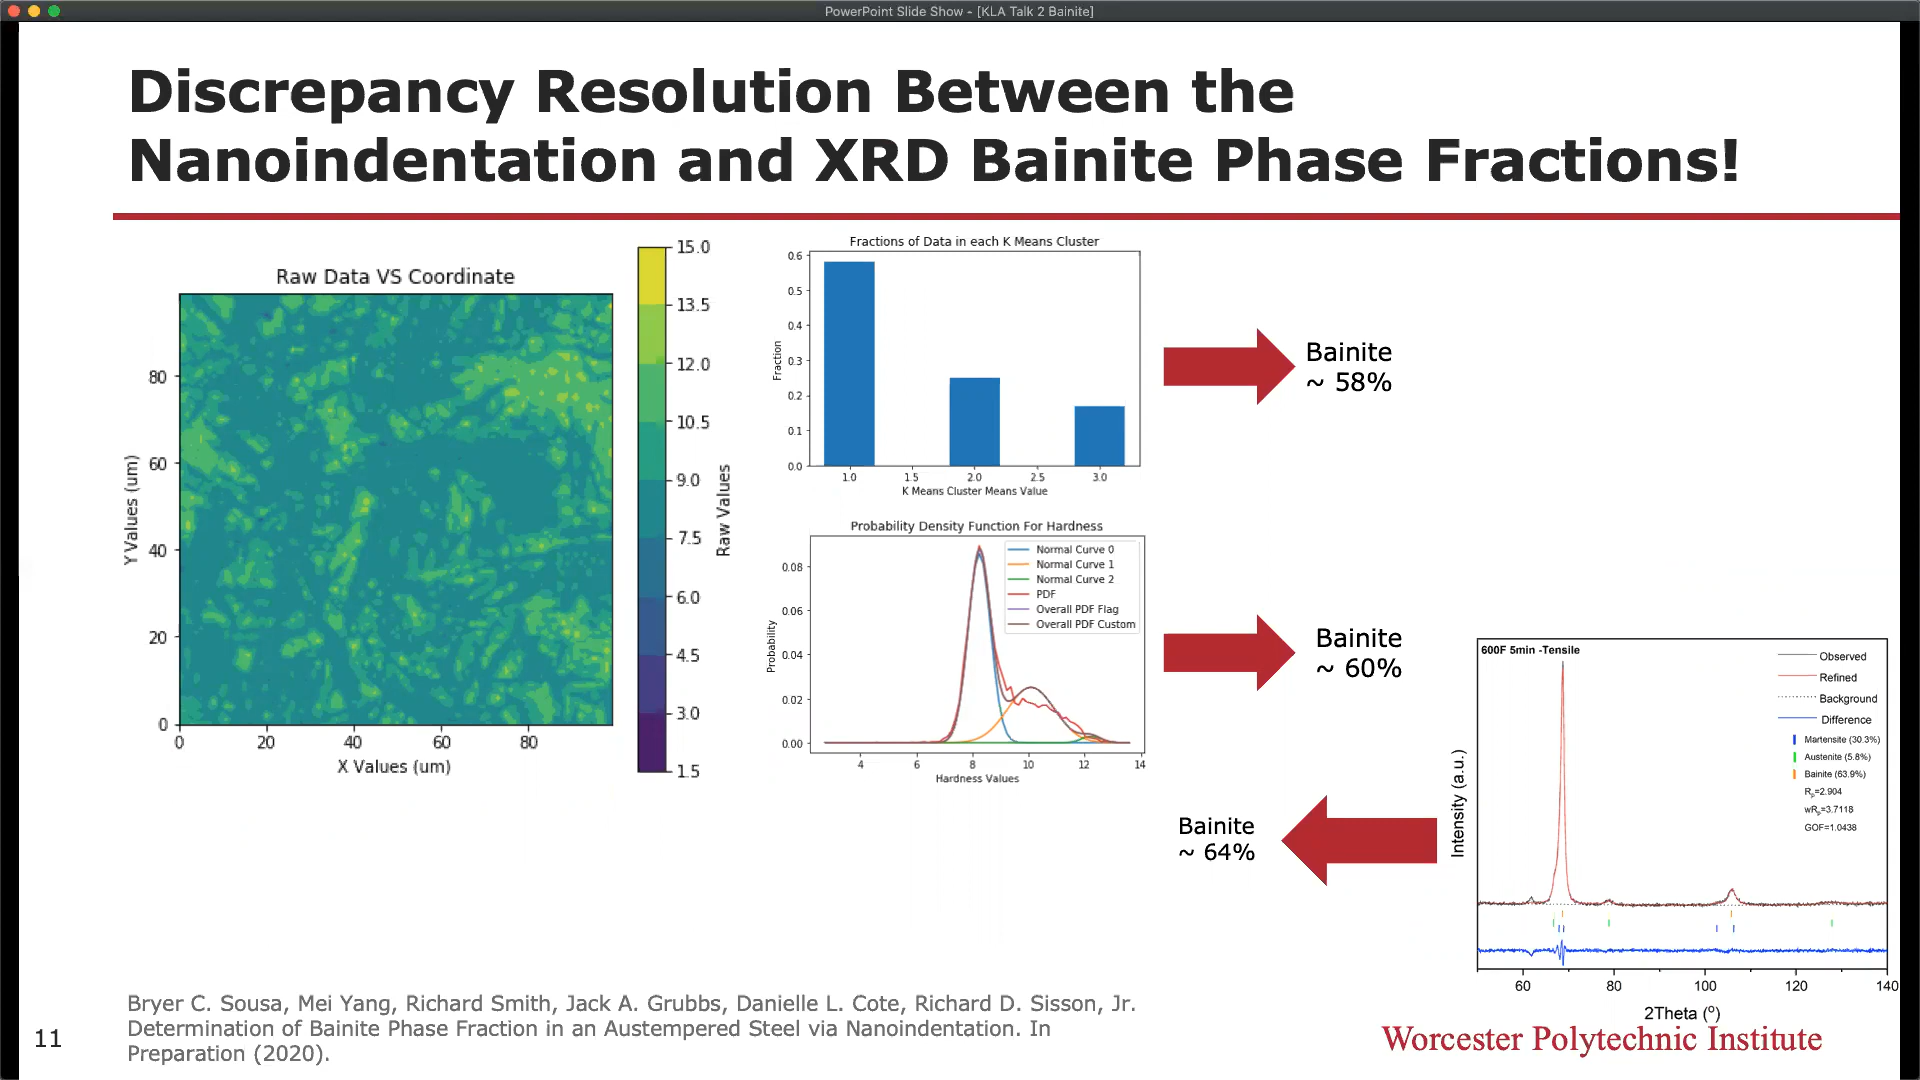 PowerPoint Slide Show - [KLA Talk 2 Bainite]
Discrepancy Resolution Between the
Nanoindentation and XRD Bainite Phase Fractions!
Raw Data VS Coordinate
80
60
40
20
0
Y Values (um)
0 20 40 60 80
X Values (um)
15.0
13.5
12.0
10.5
9.0
7.5
6.0
4.5
3.0
1.5
Raw Values
Fractions of Data in each K Means Cluster
0.6
0.5
0.4
0.3
0.2
0.1
0.0
Fraction
1.0 1.5 2.0 2.5 3.0
K Means Cluster Means Value
Bainite
~ 58%
Probability Density Function For Hardness
Normal Curve 0
Normal Curve 1
Normal Curve 2
PDF
Overall PDF Flag
Overall PDF Custom
0.08
0.06
0.04
0.02
0.00
Probability
4 6 8 10 12 14
Hardness Values
Bainite
~ 60%
Bainite
~ 64%
600F 5min -Tensile
Observed
Refined
Background
Difference
Martensite (30.3%)
Austenite (5.8%)
Bainite (63.9%)
Rp=2.904
wRp=3.7118
GOF=1.0438
Intensity (a.u.)
60 80 100 120 140
2Theta (o)
Bryer C. Sousa, Mei Yang, Richard Smith, Jack A. Grubbs, Danielle L. Cote, Richard D. Sisson, Jr.
Determination of Bainite Phase Fraction in an Austempered Steel via Nanoindentation. In
Preparation (2020).
11
Worcester Polytechnic Institute